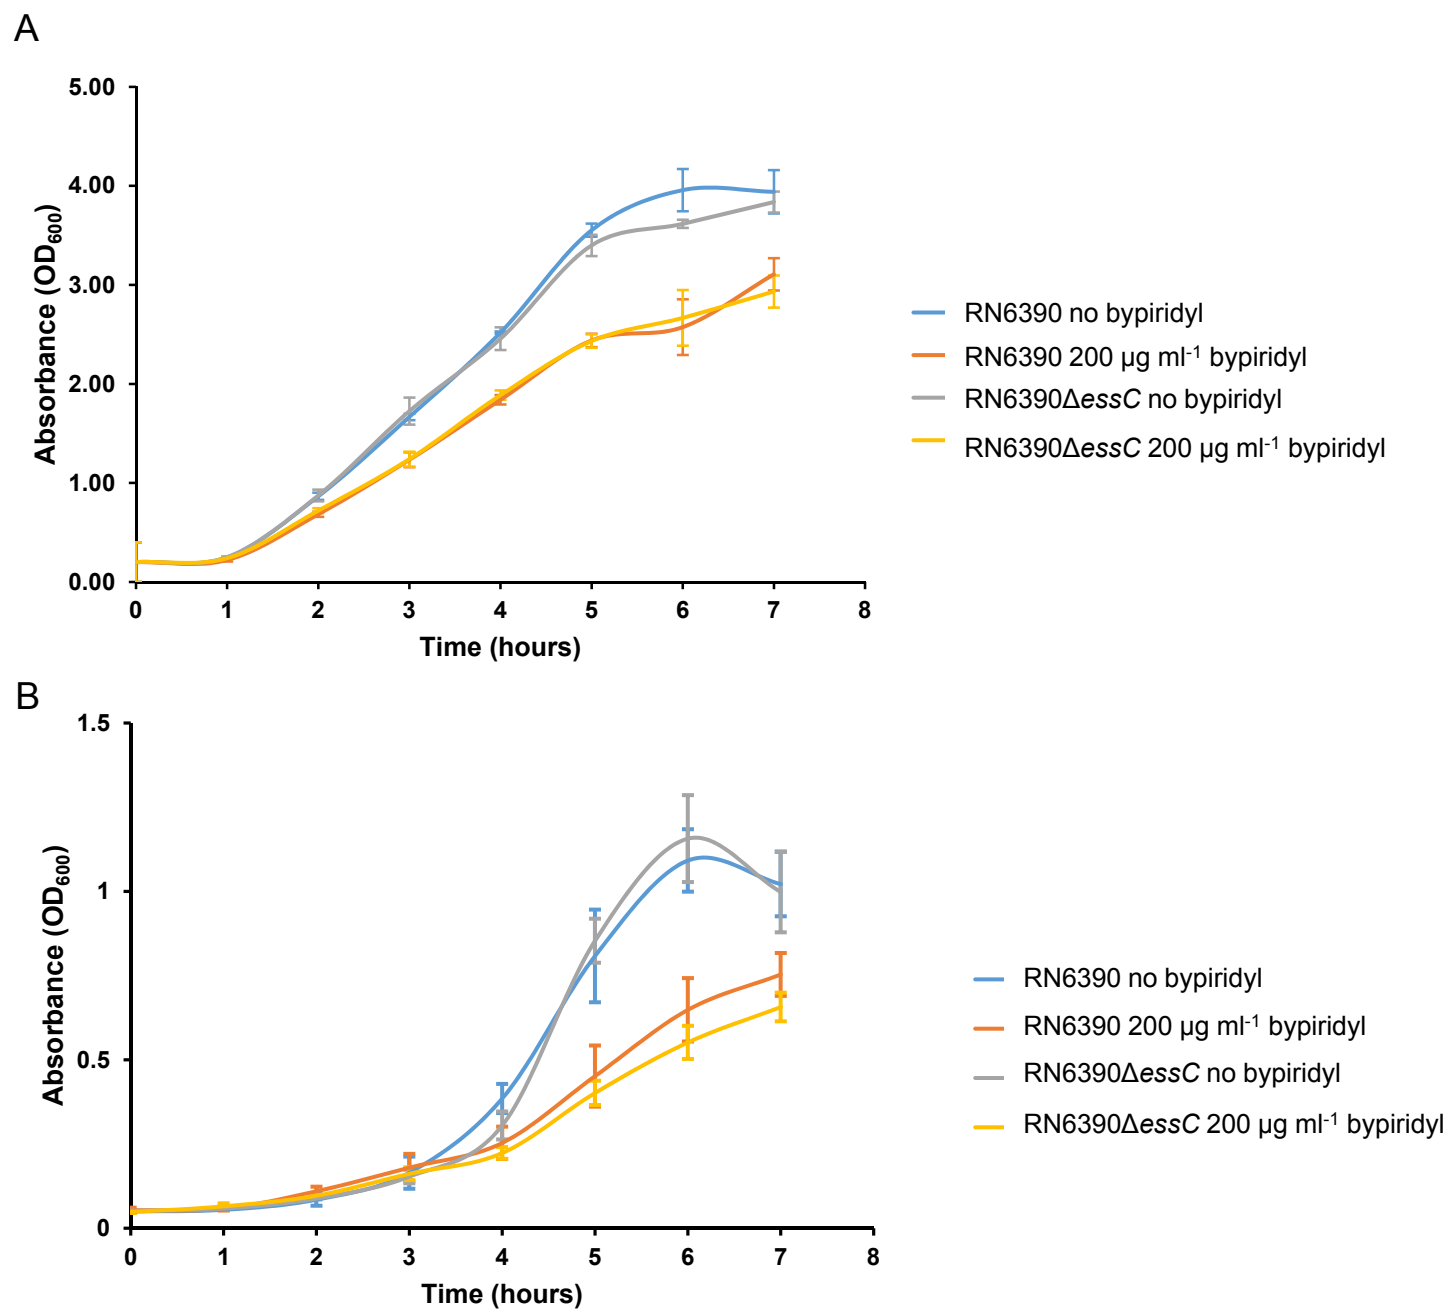 A
5.00
4.00
3.00
2.00
1.00
0.00
Absorbance (OD600)
0 1 2 3 4 5 6 7 8
Time (hours)
RN6390 no bypiridyl
RN6390 200 µg ml-1 bypiridyl
RN6390ΔessC no bypiridyl
RN6390ΔessC 200 µg ml-1 bypiridyl
B
1.5
1
0.5
0
Absorbance (OD600)
0 1 2 3 4 5 6 7 8
Time (hours)
RN6390 no bypiridyl
RN6390 200 µg ml-1 bypiridyl
RN6390ΔessC no bypiridyl
RN6390ΔessC 200 µg ml-1 bypiridyl